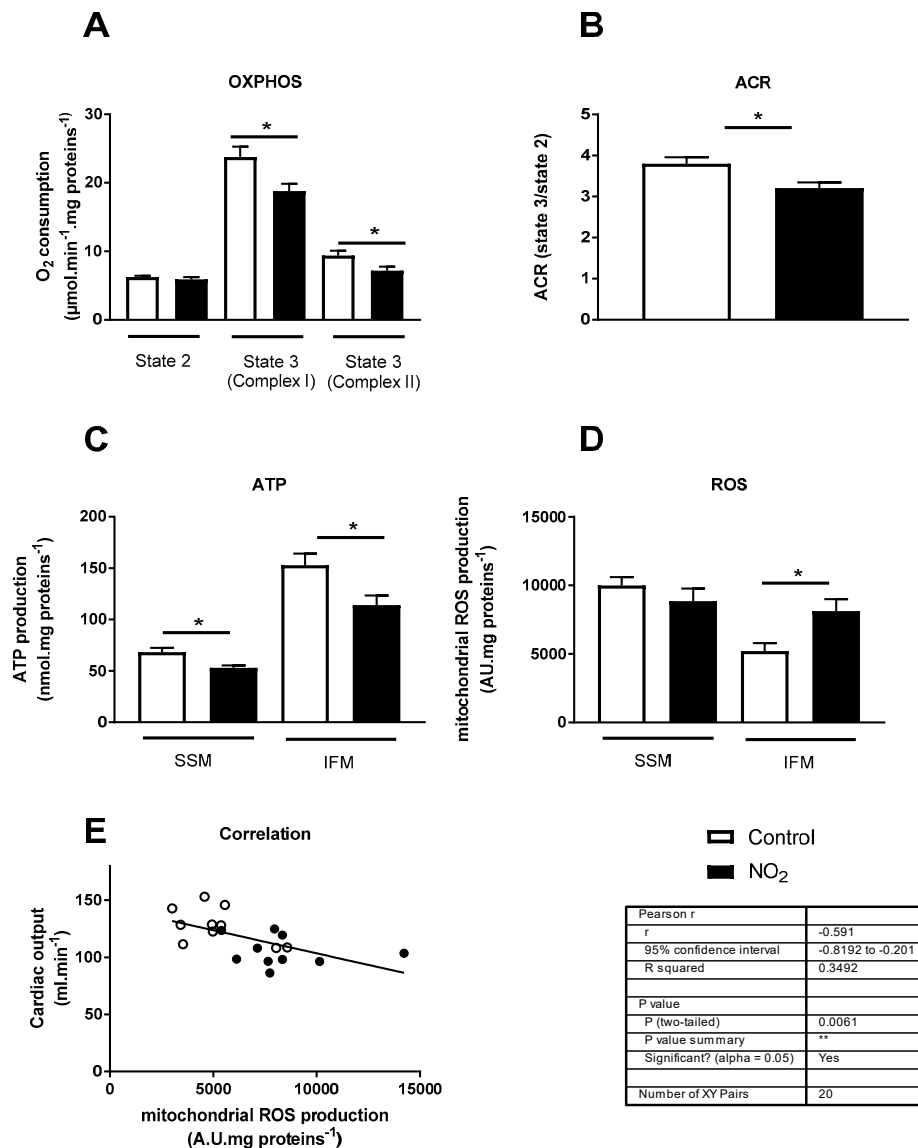 A
OXPHOS
O₂ consumption
(µmol.min⁻¹.mg proteins⁻¹)
30
20
10
0
*
*
State 2
State 3
(Complex I)
State 3
(Complex II)
B
ACR
ACR (state 3/state 2)
5
4
3
2
1
0
*
C
ATP
ATP production
(nmol.mg proteins⁻¹)
200
150
100
50
0
*
*
SSM
IFM
D
ROS
mitochondrial ROS production
(AU.mg proteins⁻¹)
15000
10000
5000
0
*
SSM
IFM
E
Correlation
Cardiac output
(ml.min⁻¹)
150
100
50
0
0
5000
10000
15000
mitochondrial ROS production
(A.U.mg proteins⁻¹)
Control
NO₂
Pearson r
r -0.591
95% confidence interval -0.8192 to -0.201
R squared 0.3492
P value
P (two-tailed) 0.0061
P value summary **
Significant? (alpha = 0.05) Yes
Number of XY Pairs 20